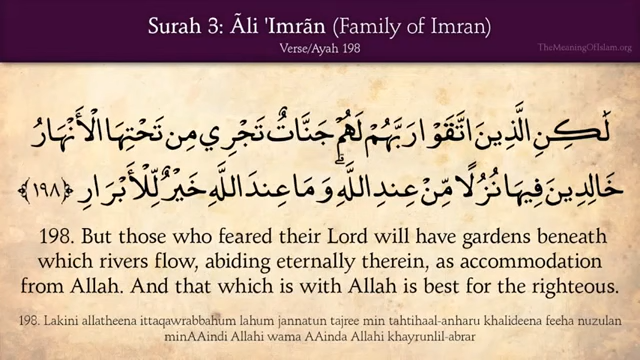 Surah 3: Ãli 'Imrãn (Family of Imran)
Verse/Ayah 198
TheMeaningOfIslam.org
لَٰكِنِ الَّذِينَ اتَّقَوْا رَبَّهُمْ لَهُمْ جَنَّاتٌ تَجْرِي مِن تَحْتِهَا الْأَنْهَارُ
خَالِدِينَ فِيهَا نُزُلًا مِّنْ عِندِ اللَّهِ ۗ وَمَا عِندَ اللَّهِ خَيْرٌ لِّلْأَبْرَارِ ﴿١٩٨﴾
198. But those who feared their Lord will have gardens beneath
which rivers flow, abiding eternally therein, as accommodation
from Allah. And that which is with Allah is best for the righteous.
198. Lakini allatheena ittaqawrabbahum lahum jannatun tajree min tahtihaal-anharu khalideena feeha nuzulan
minAAindi Allahi wama AAinda Allahi khayrunlil-abrar